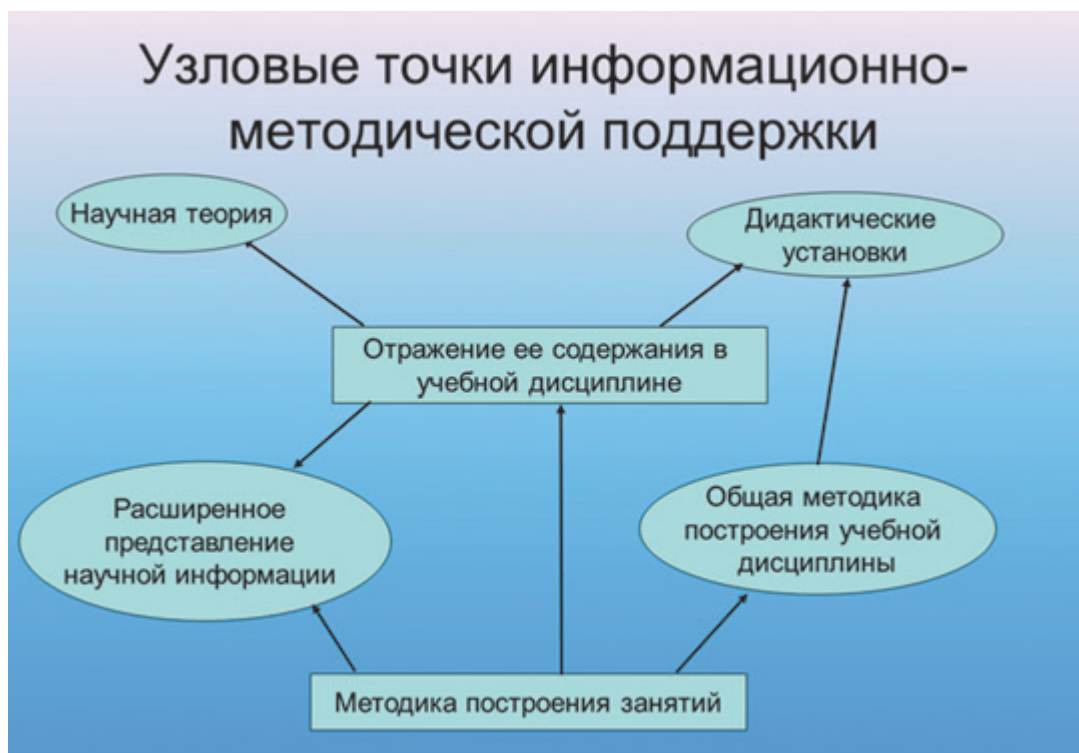 Узловые точки информационно-
методической поддержки
Научная теория
Дидактические
установки
Отражение ее содержания в
учебной дисциплине
Расширенное
представление
научной информации
Общая методика
построения учебной
дисциплины
Методика построения занятий